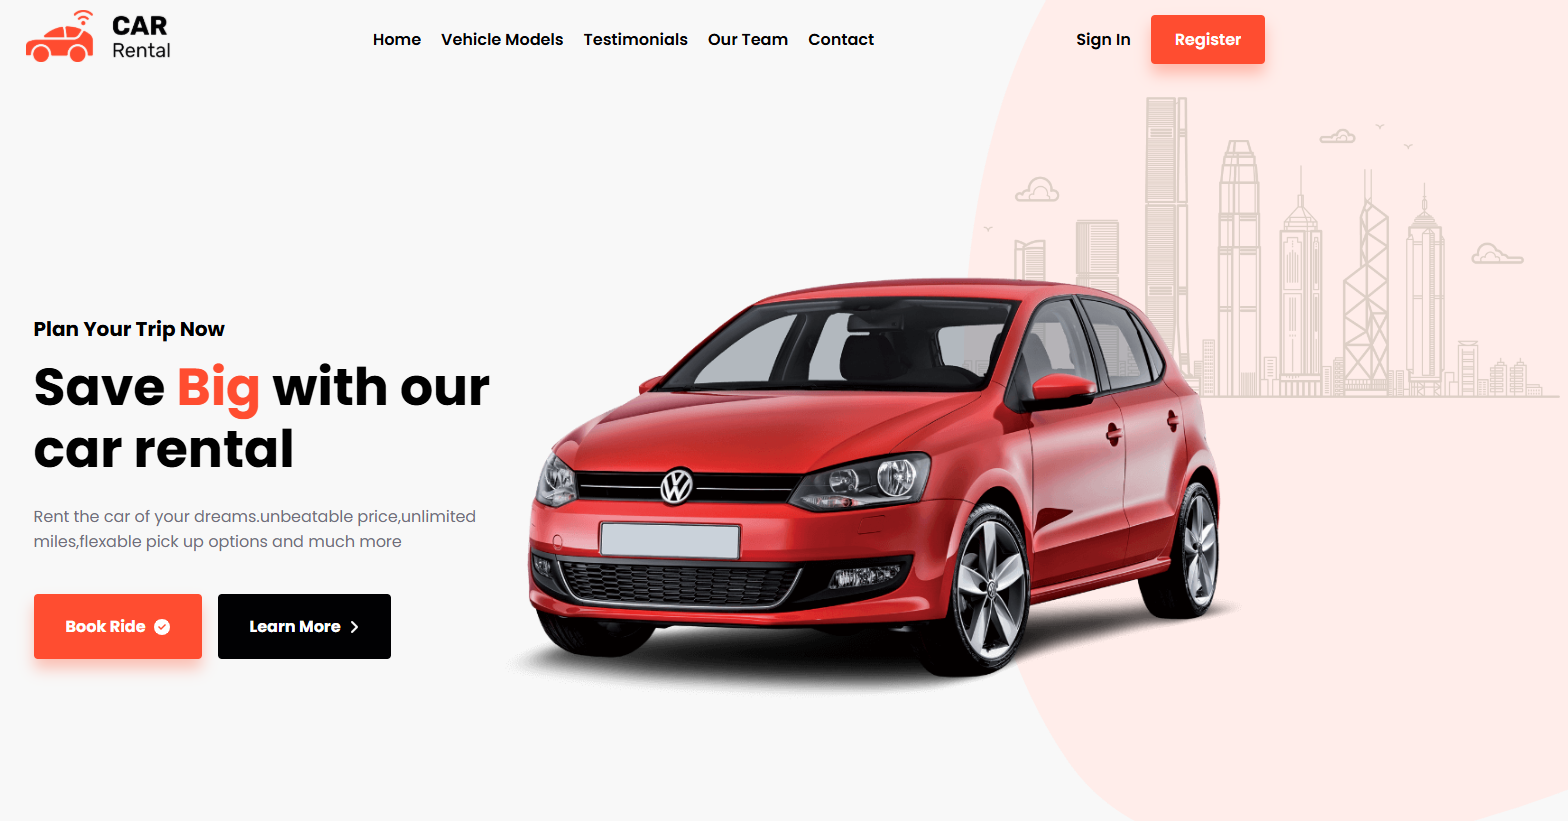 CAR
Rental
Home Vehicle Models Testimonials Our Team Contact
Sign In Register
Plan Your Trip Now
Save Big with our
car rental
Rent the car of your dreams.unbeatable price,unlimited
miles,flexable pick up options and much more
Book Ride Learn More